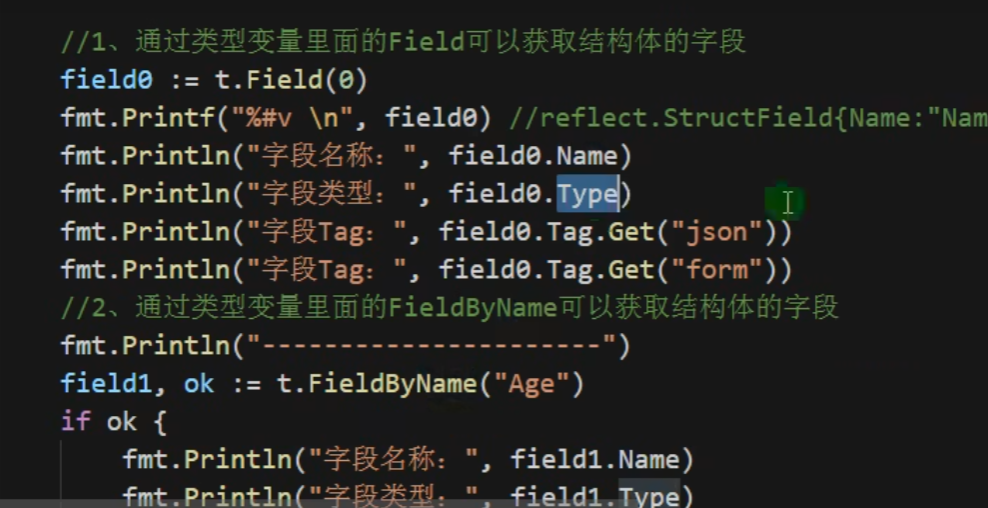 //1、通过类型变量里面的Field可以获取结构体的字段
field0 := t.Field(0)
fmt.Printf("%#v \n", field0) //reflect.StructField{Name:"Nam
fmt.Println("字段名称：", field0.Name)
fmt.Println("字段类型：", field0.Type)
fmt.Println("字段Tag：", field0.Tag.Get("json"))
fmt.Println("字段Tag：", field0.Tag.Get("form"))
//2、通过类型变量里面的FieldByName可以获取结构体的字段
fmt.Println("----------------------")
field1, ok := t.FieldByName("Age")
if ok {
fmt.Println("字段名称：", field1.Name)
fmt.Println("字段类型：", field1.Type)